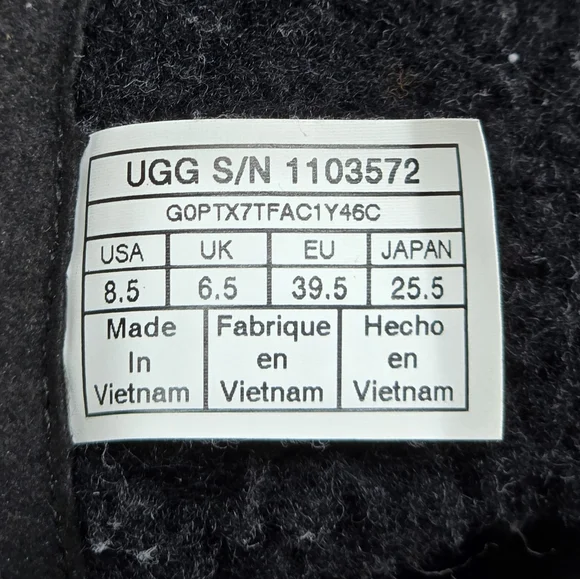 UGG S/N 1103572
G0PTX7TFAC1Y46C
USA UK EU JAPAN
8.5 6.5 39.5 25.5
Made Fabrique Hecho
In en en
Vietnam Vietnam Vietnam